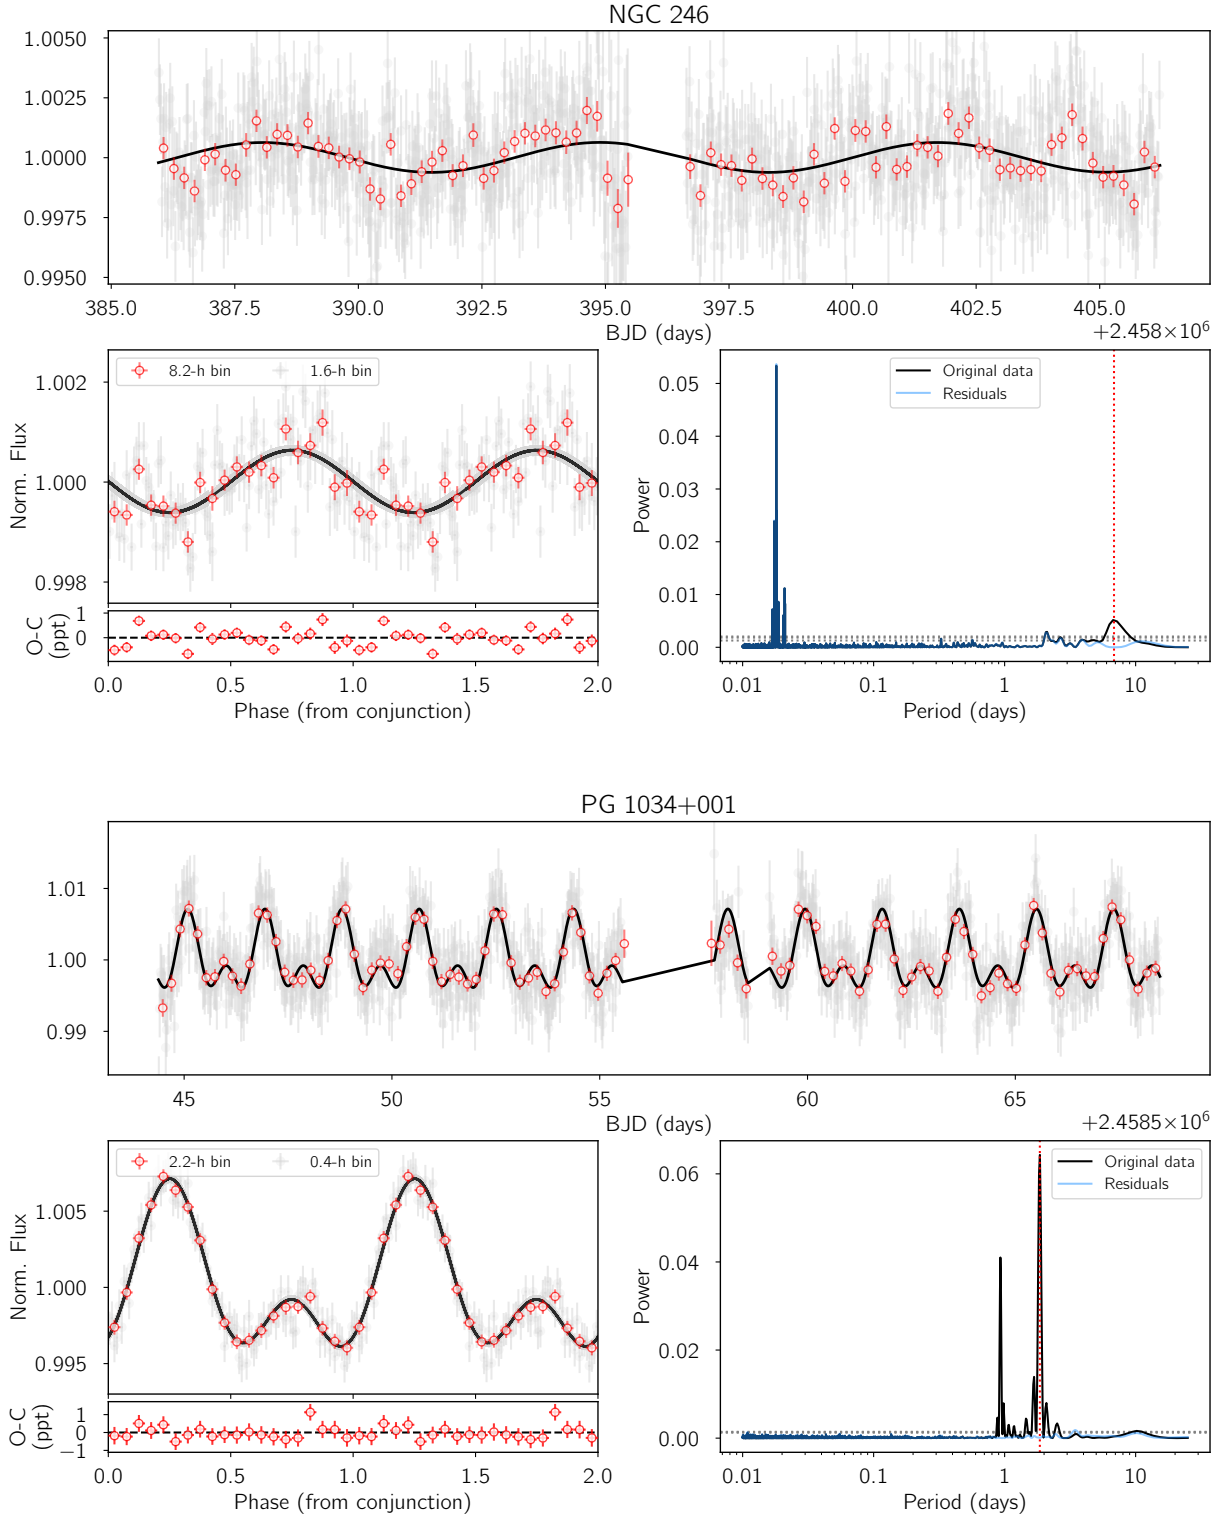 NGC 246
1.0050
1.0025
1.0000
0.9975
0.9950
385.0 387.5 390.0 392.5 395.0 397.5 400.0 402.5 405.0
BJD (days)
+2.458×10⁶
8.2-h bin 1.6-h bin
1.002
1.000
0.998
Norm. Flux
1
0
O-C
(ppt)
0.0 0.5 1.0 1.5 2.0
Phase (from conjunction)
Original data
Residuals
0.05
0.04
0.03
0.02
0.01
0.00
Power
0.01 0.1 1 10
Period (days)
PG 1034+001
1.01
1.00
0.99
45 50 55 60 65
BJD (days)
+2.4585×10⁶
2.2-h bin 0.4-h bin
1.005
1.000
0.995
Norm. Flux
1
0
−1
O-C
(ppt)
0.0 0.5 1.0 1.5 2.0
Phase (from conjunction)
Original data
Residuals
0.06
0.04
0.02
0.00
Power
0.01 0.1 1 10
Period (days)